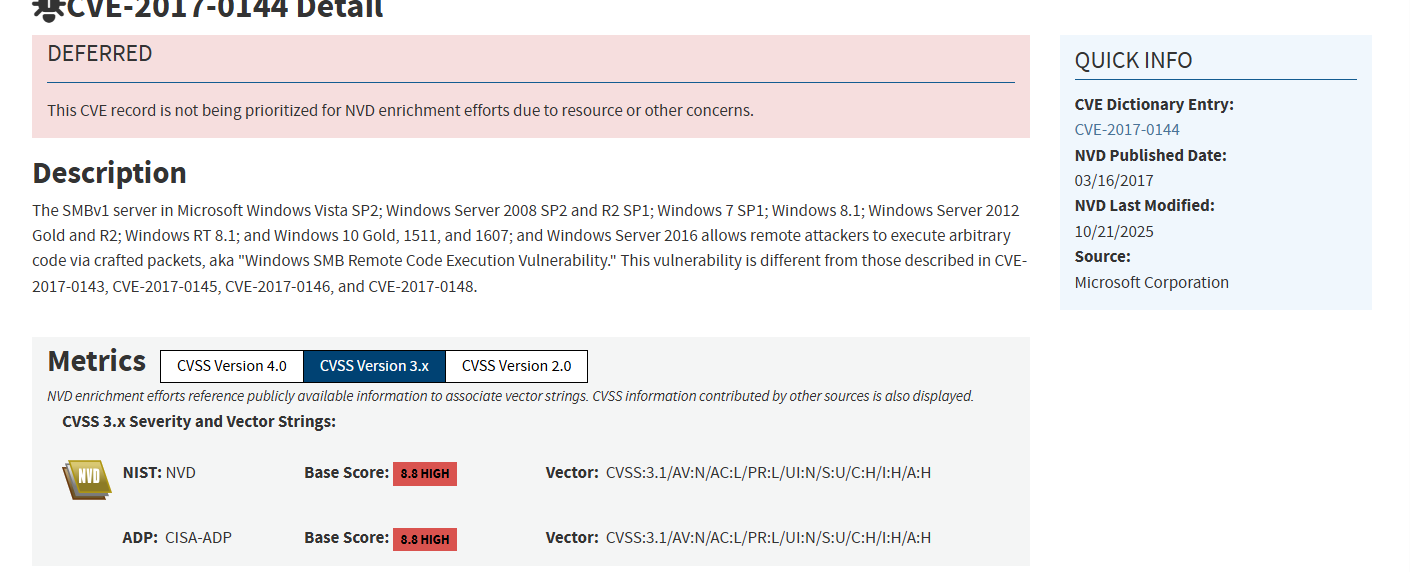 CVE-2017-0144 Detail
DEFERRED
This CVE record is not being prioritized for NVD enrichment efforts due to resource or other concerns.
Description
The SMBv1 server in Microsoft Windows Vista SP2; Windows Server 2008 SP2 and R2 SP1; Windows 7 SP1; Windows 8.1; Windows Server 2012
Gold and R2; Windows RT 8.1; and Windows 10 Gold, 1511, and 1607; and Windows Server 2016 allows remote attackers to execute arbitrary
code via crafted packets, aka "Windows SMB Remote Code Execution Vulnerability." This vulnerability is different from those described in CVE-
2017-0143, CVE-2017-0145, CVE-2017-0146, and CVE-2017-0148.
Metrics
CVSS Version 4.0 CVSS Version 3.x CVSS Version 2.0
NVD enrichment efforts reference publicly available information to associate vector strings. CVSS information contributed by other sources is also displayed.
CVSS 3.x Severity and Vector Strings:
NVD NIST: NVD Base Score: 8.8 HIGH Vector: CVSS:3.1/AV:N/AC:L/PR:L/UI:N/S:U/C:H/I:H/A:H
ADP: CISA-ADP Base Score: 8.8 HIGH Vector: CVSS:3.1/AV:N/AC:L/PR:L/UI:N/S:U/C:H/I:H/A:H
QUICK INFO
CVE Dictionary Entry:
CVE-2017-0144
NVD Published Date:
03/16/2017
NVD Last Modified:
10/21/2025
Source:
Microsoft Corporation